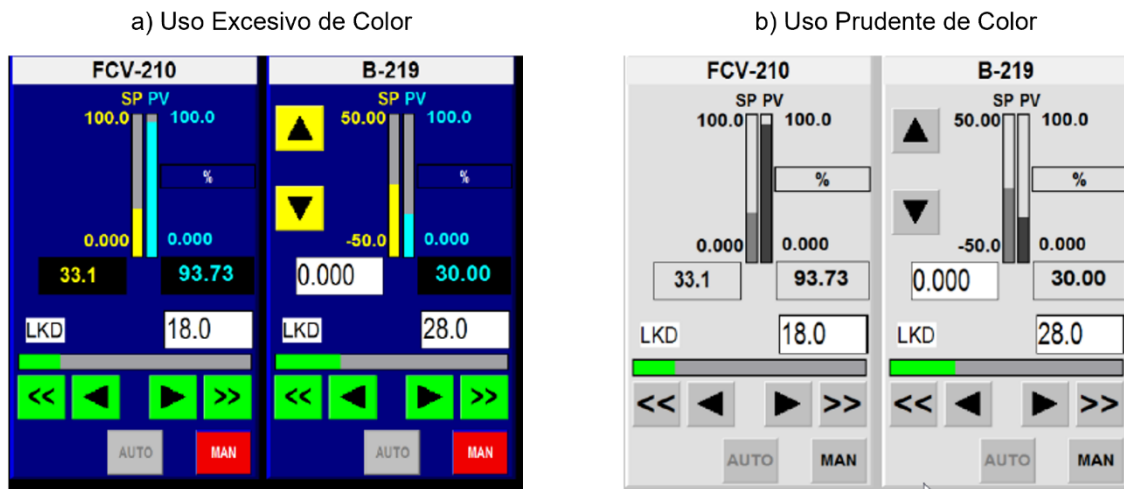 a) Uso Excesivo de Color
FCV-210
SP PV
100.0 100.0
%
0.000 0.000
33.1 93.73
LKD 18.0
<< >>
AUTO MAN
B-219
SP PV
50.00 100.0
%
-50.0 0.000
0.000 30.00
LKD 28.0
<< >>
AUTO MAN
b) Uso Prudente de Color
FCV-210
SP PV
100.0 100.0
%
0.000 0.000
33.1 93.73
LKD 18.0
<< >>
AUTO MAN
B-219
SP PV
50.00 100.0
%
-50.0 0.000
0.000 30.00
LKD 28.0
<< >>
AUTO MAN